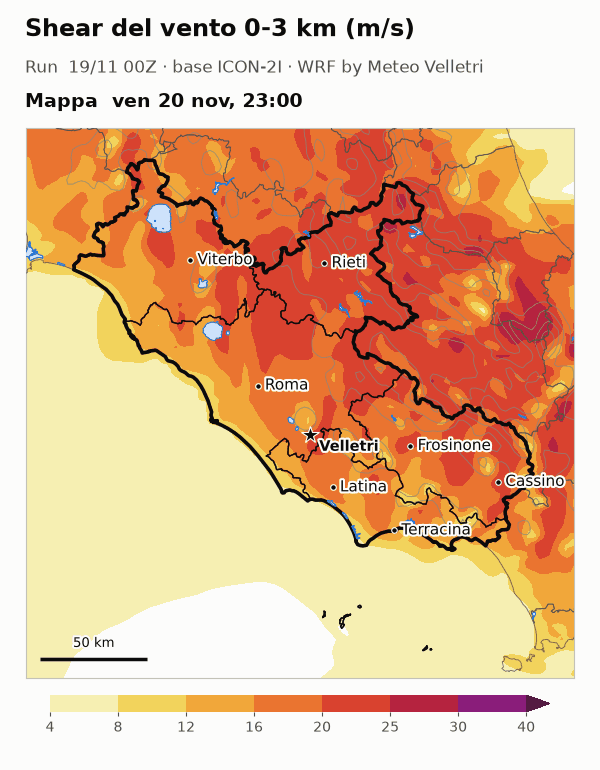 Shear del vento 0-3 km (m/s)
Run  19/11 00Z · base ICON-2I · WRF by Meteo Velletri
Mappa  ven 20 nov, 23:00
Viterbo
Rieti
Roma
Velletri
Frosinone
Latina
Cassino
Terracina
50 km
4 8 12 16 20 25 30 40